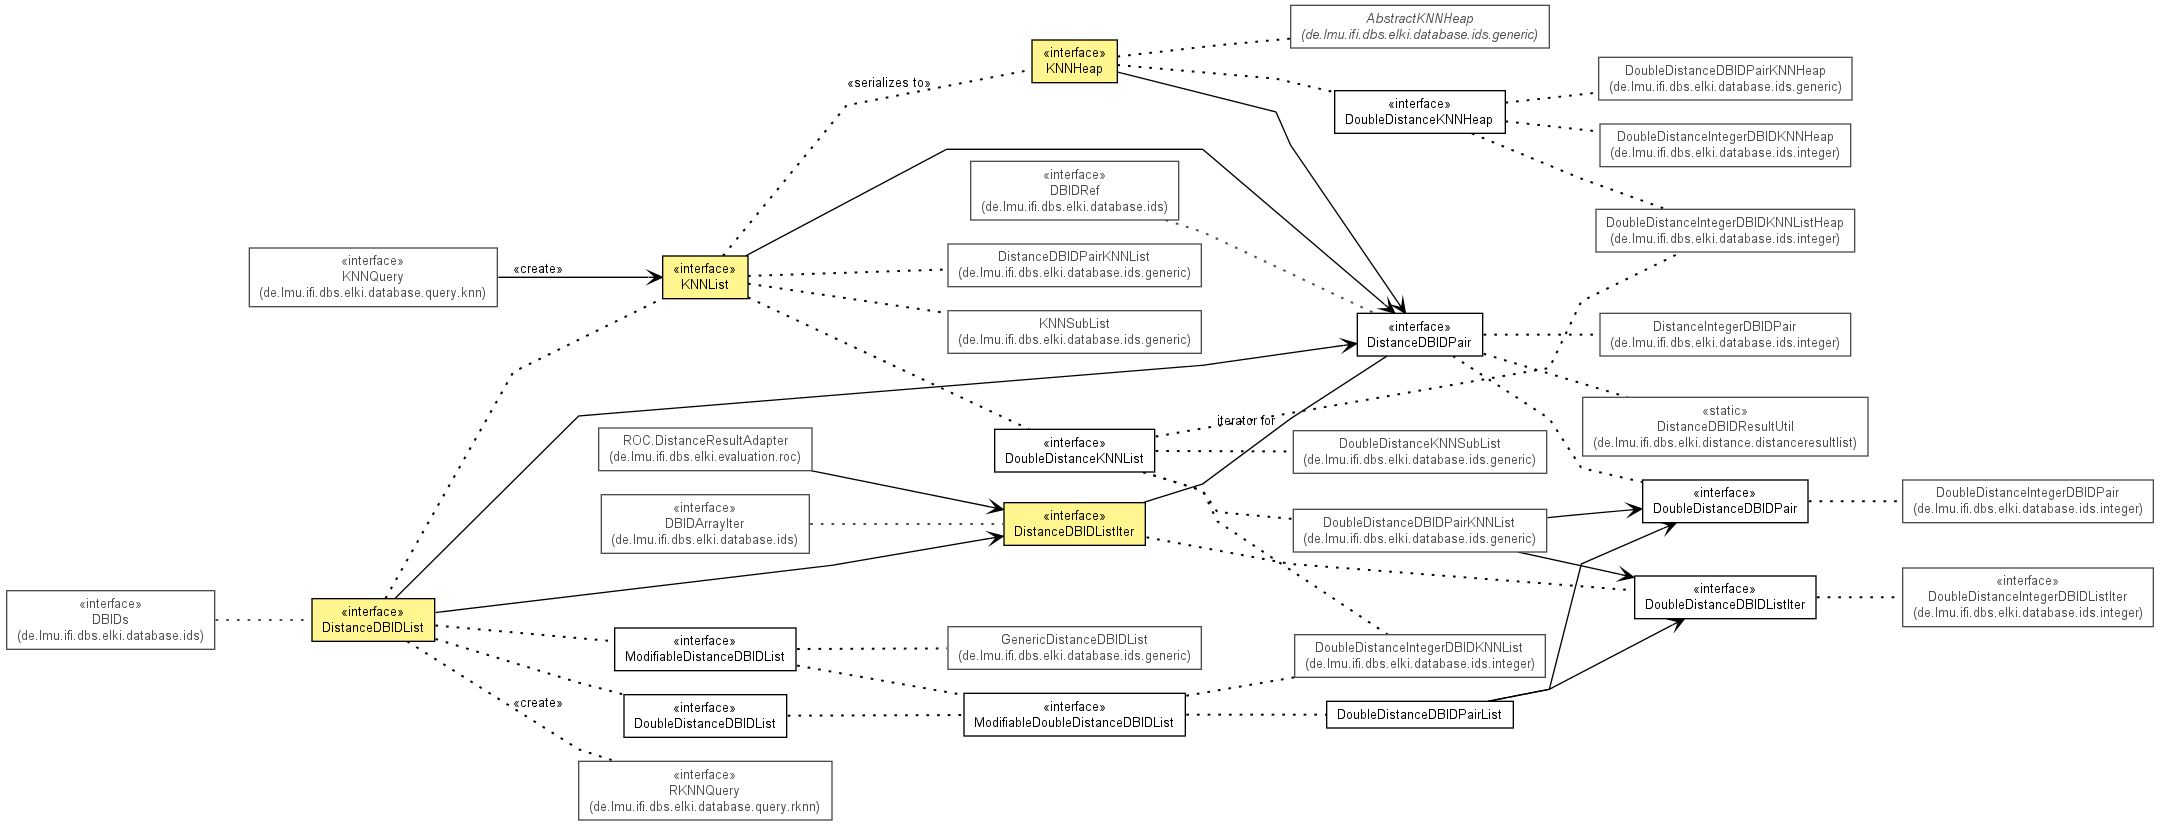 AbstractKNNHeap
(de.lmu.ifi.dbs.elki.database.ids.generic)
«interface»
KNNHeap
«serializes to»
DoubleDistanceDBIDPairKNNHeap
(de.lmu.ifi.dbs.elki.database.ids.generic)
«interface»
DoubleDistanceKNNHeap
DoubleDistanceIntegerDBIDKNNHeap
(de.lmu.ifi.dbs.elki.database.ids.integer)
«interface»
DBIDRef
(de.lmu.ifi.dbs.elki.database.ids)
DoubleDistanceIntegerDBIDKNNListHeap
(de.lmu.ifi.dbs.elki.database.ids.integer)
«interface»
KNNQuery
(de.lmu.ifi.dbs.elki.database.query.knn)
«create»
«interface»
KNNList
DistanceDBIDPairKNNList
(de.lmu.ifi.dbs.elki.database.ids.generic)
KNNSubList
(de.lmu.ifi.dbs.elki.database.ids.generic)
«interface»
DistanceDBIDPair
DistanceIntegerDBIDPair
(de.lmu.ifi.dbs.elki.database.ids.integer)
«static»
DistanceDBIDResultUtil
(de.lmu.ifi.dbs.elki.distance.distanceresultlist)
iterator for
ROC.DistanceResultAdapter
(de.lmu.ifi.dbs.elki.evaluation.roc)
«interface»
DoubleDistanceKNNList
DoubleDistanceKNNSubList
(de.lmu.ifi.dbs.elki.database.ids.generic)
«interface»
DBIDArrayIter
(de.lmu.ifi.dbs.elki.database.ids)
«interface»
DistanceDBIDListIter
DoubleDistanceDBIDPairKNNList
(de.lmu.ifi.dbs.elki.database.ids.generic)
«interface»
DoubleDistanceDBIDPair
DoubleDistanceIntegerDBIDPair
(de.lmu.ifi.dbs.elki.database.ids.integer)
«interface»
DoubleDistanceDBIDListIter
«interface»
DoubleDistanceIntegerDBIDListIter
(de.lmu.ifi.dbs.elki.database.ids.integer)
«interface»
DBIDs
(de.lmu.ifi.dbs.elki.database.ids)
«interface»
DistanceDBIDList
«interface»
ModifiableDistanceDBIDList
GenericDistanceDBIDList
(de.lmu.ifi.dbs.elki.database.ids.generic)
DoubleDistanceIntegerDBIDKNNList
(de.lmu.ifi.dbs.elki.database.ids.integer)
«create»
«interface»
DoubleDistanceDBIDList
«interface»
ModifiableDoubleDistanceDBIDList
DoubleDistanceDBIDPairList
«interface»
RKNNQuery
(de.lmu.ifi.dbs.elki.database.query.rknn)